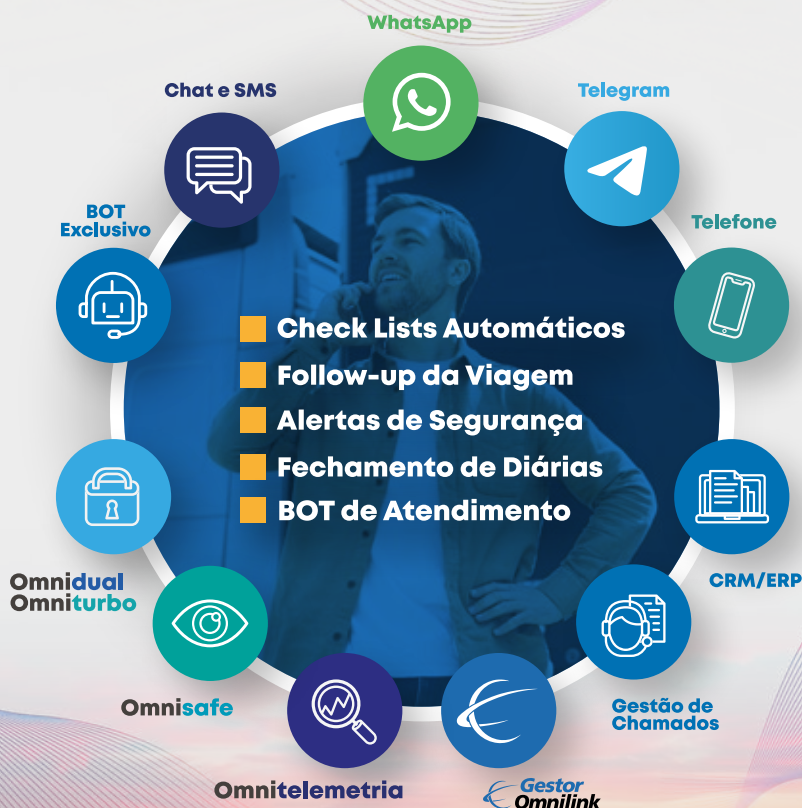 WhatsApp
Chat e SMS
Telegram
BOT
Exclusivo
Telefone
Check Lists Automáticos
Follow-up da Viagem
Alertas de Segurança
Fechamento de Diárias
BOT de Atendimento
Omnidual
Omniturbo
CRM/ERP
Omnisafe
Gestão de
Chamados
Omnitelemetria
Gestor
Omnilink